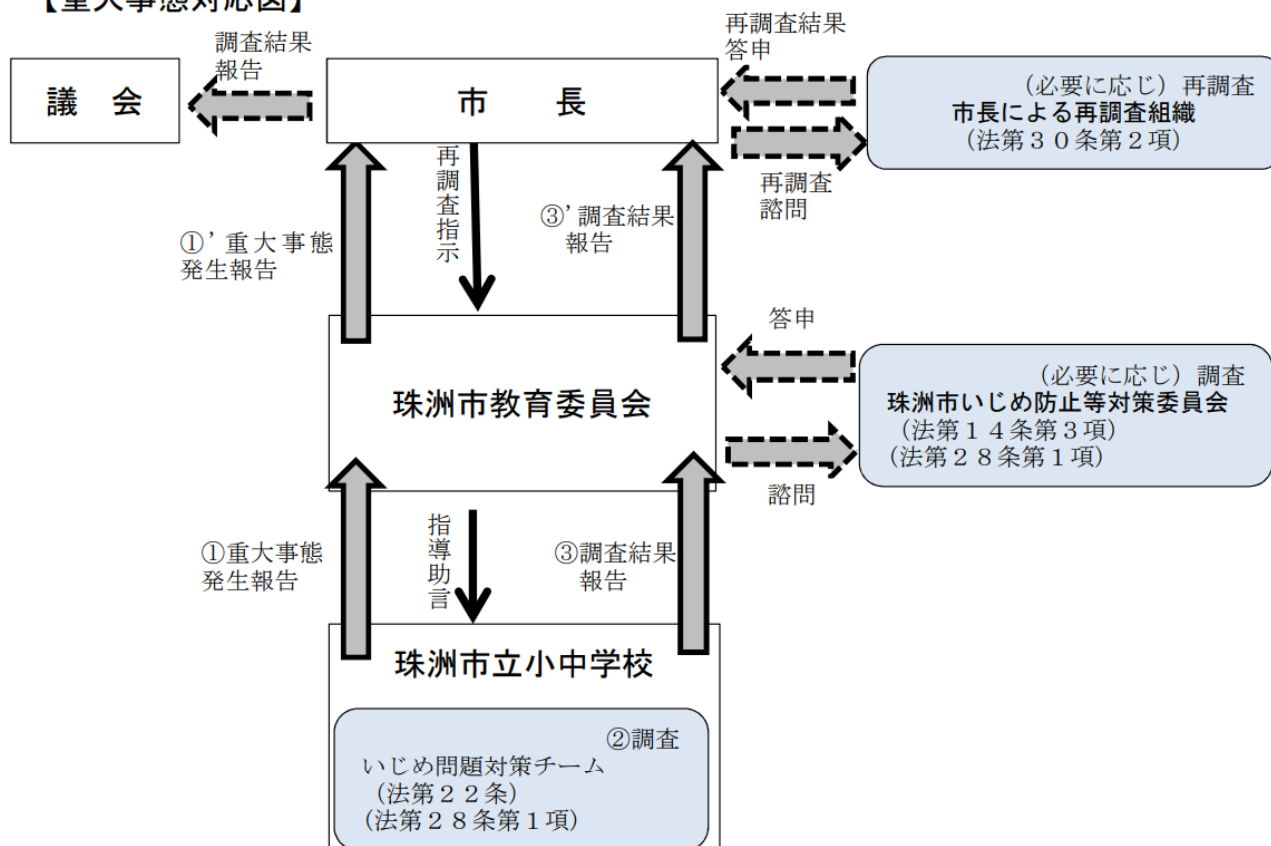 【重大事態対応図】
調査結果
報告
再調査結果
答申
議　会
市　　長
（必要に応じ）再調査
市長による再調査組織
（法第３０条第２項）
再調査指示
再調査
諮問
①’重大事態
発生報告
③’調査結果
報告
答申
珠洲市教育委員会
（必要に応じ）調査
珠洲市いじめ防止等対策委員会
（法第１４条第３項）
（法第２８条第１項）
諮問
①重大事態
発生報告
指導助言
③調査結果
報告
珠洲市立小中学校
②調査
いじめ問題対策チーム
（法第２２条）
（法第２８条第１項）